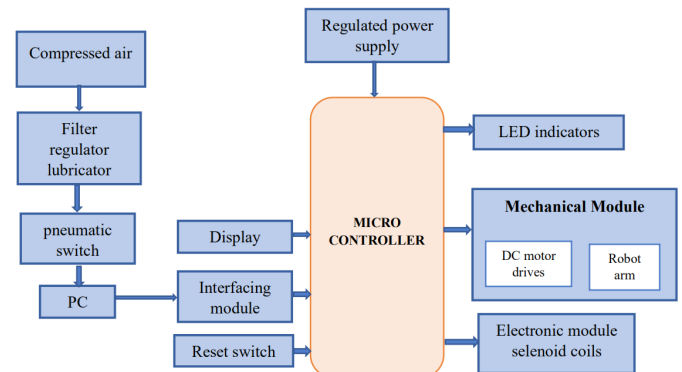 Compressed air
Filter
regulator
lubricator
pneumatic
switch
PC
Display
Interfacing
module
Reset switch
Regulated power
supply
MICRO
CONTROLLER
LED indicators
Mechanical Module
DC motor
drives
Robot
arm
Electronic module
selenoid coils